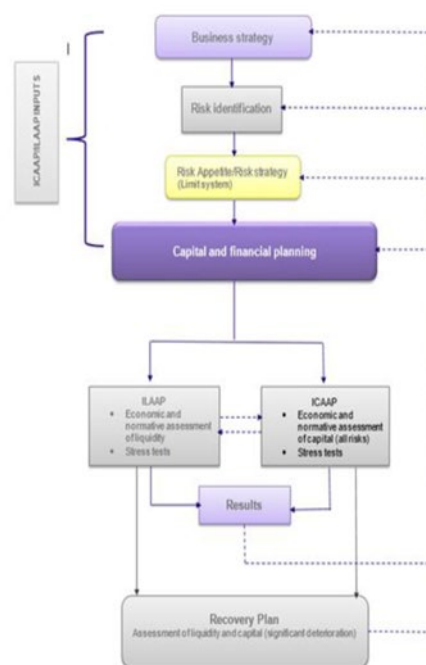 Business strategy
ICAAP/ILAAP INPUTS
Risk identification
Risk Appetite/Risk strategy
(Limit system)
Capital and financial planning
ILAAP
• Economic and
normative assessment
of liquidity
• Stress tests
ICAAP
• Economic and
normative assessment
of capital (all risks)
• Stress tests
Results
Recovery Plan
Assessment of liquidity and capital (significant deterioration)